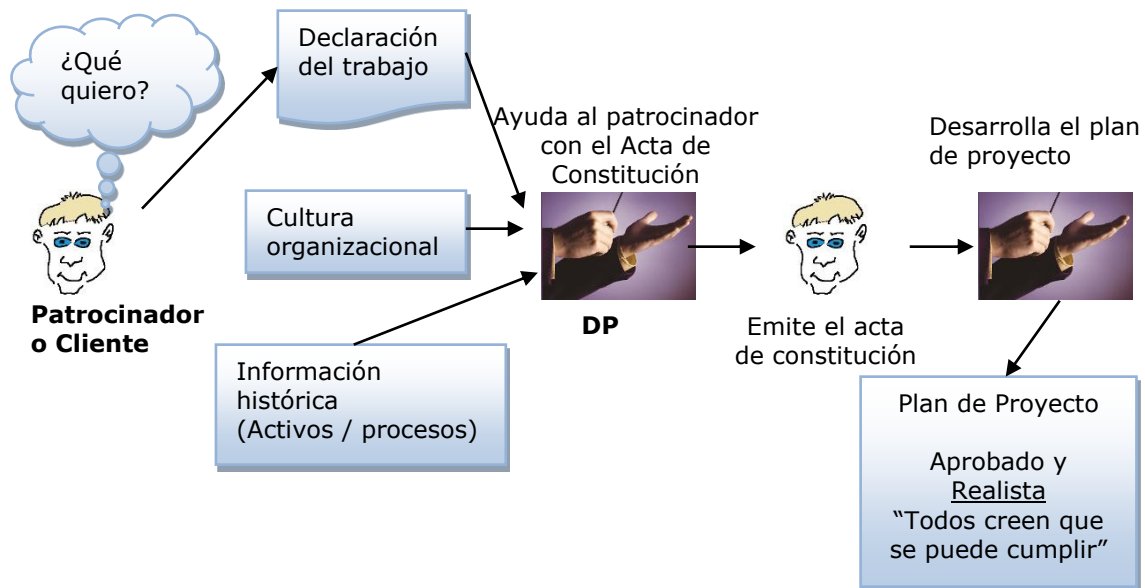 ¿Qué
quiero?
Declaración
del trabajo
Ayuda al patrocinador
con el Acta de
Constitución
Desarrolla el plan
de proyecto
Cultura
organizacional
Patrocinador
o Cliente
DP
Emite el acta
de constitución
Información
histórica
(Activos / procesos)
Plan de Proyecto
Aprobado y
Realista
“Todos creen que
se puede cumplir”